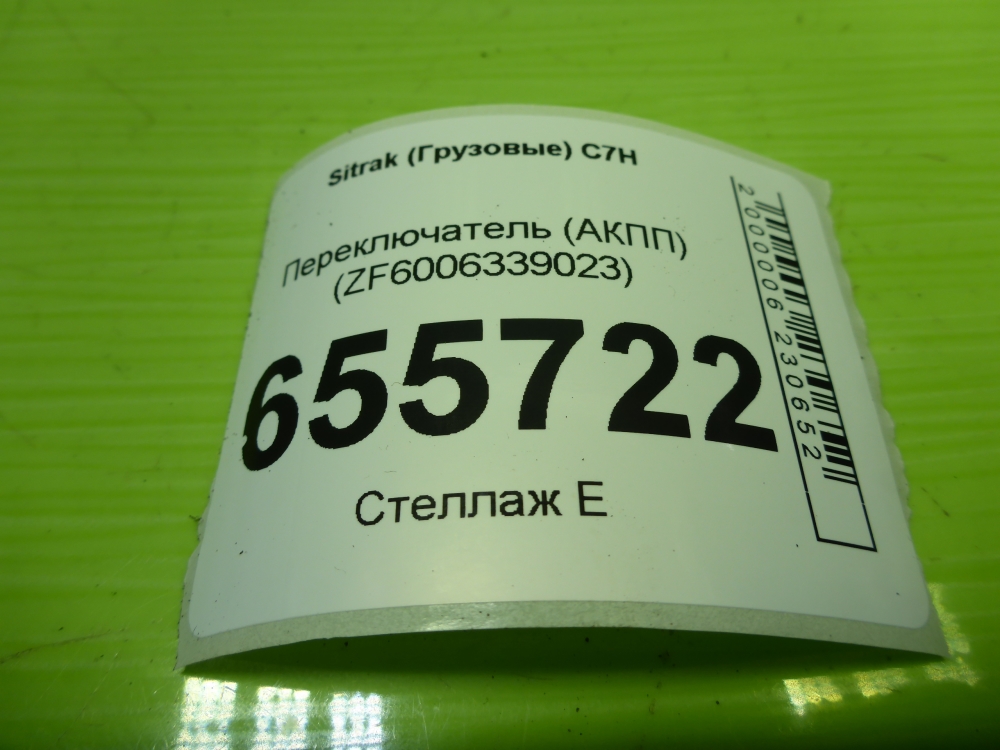 Sitrak (Грузовые) C7H
Переключатель (АКПП)
(ZF6006339023)
655722
Стеллаж Е
2000006230652